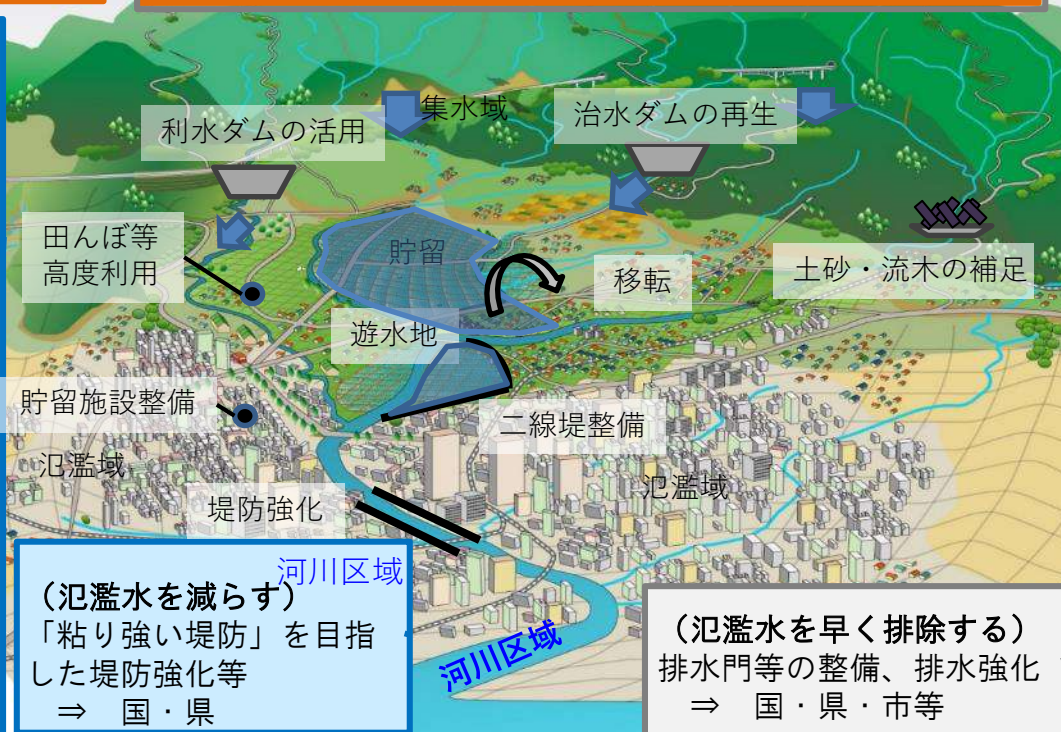 集水域
利水ダムの活用
治水ダムの再生
田んぼ等
高度利用
貯留
移転
土砂・流木の補足
遊水地
貯留施設整備
二線堤整備
氾濫域
氾濫域
堤防強化
河川区域
(氾濫水を減らす)
「粘り強い堤防」を目指
した堤防強化等
⇒ 国・県
河川区域
(氾濫水を早く排除する)
排水門等の整備、排水強化
⇒ 国・県・市等